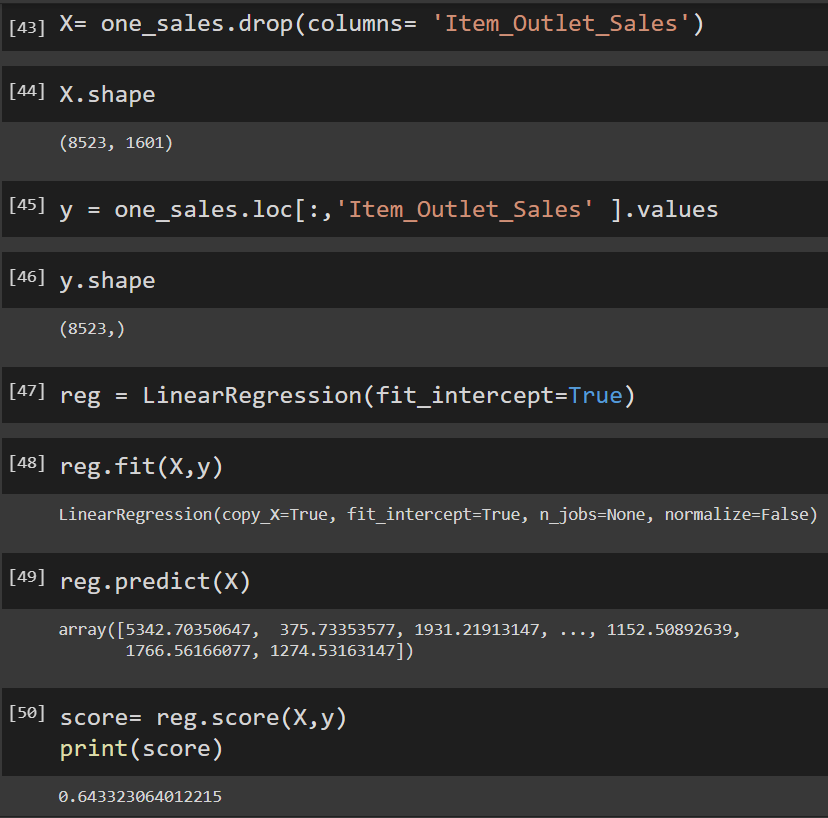 [43] X= one_sales.drop(columns= 'Item_Outlet_Sales')
[44] X.shape
(8523, 1601)
[45] y = one_sales.loc[:,'Item_Outlet_Sales' ].values
[46] y.shape
(8523,)
[47] reg = LinearRegression(fit_intercept=True)
[48] reg.fit(X,y)
LinearRegression(copy_X=True, fit_intercept=True, n_jobs=None, normalize=False)
[49] reg.predict(X)
array([5342.70350647,  375.73353577, 1931.21913147, ..., 1152.50892639,
1766.56166077, 1274.53163147])
[50] score= reg.score(X,y)
print(score)
0.643323064012215